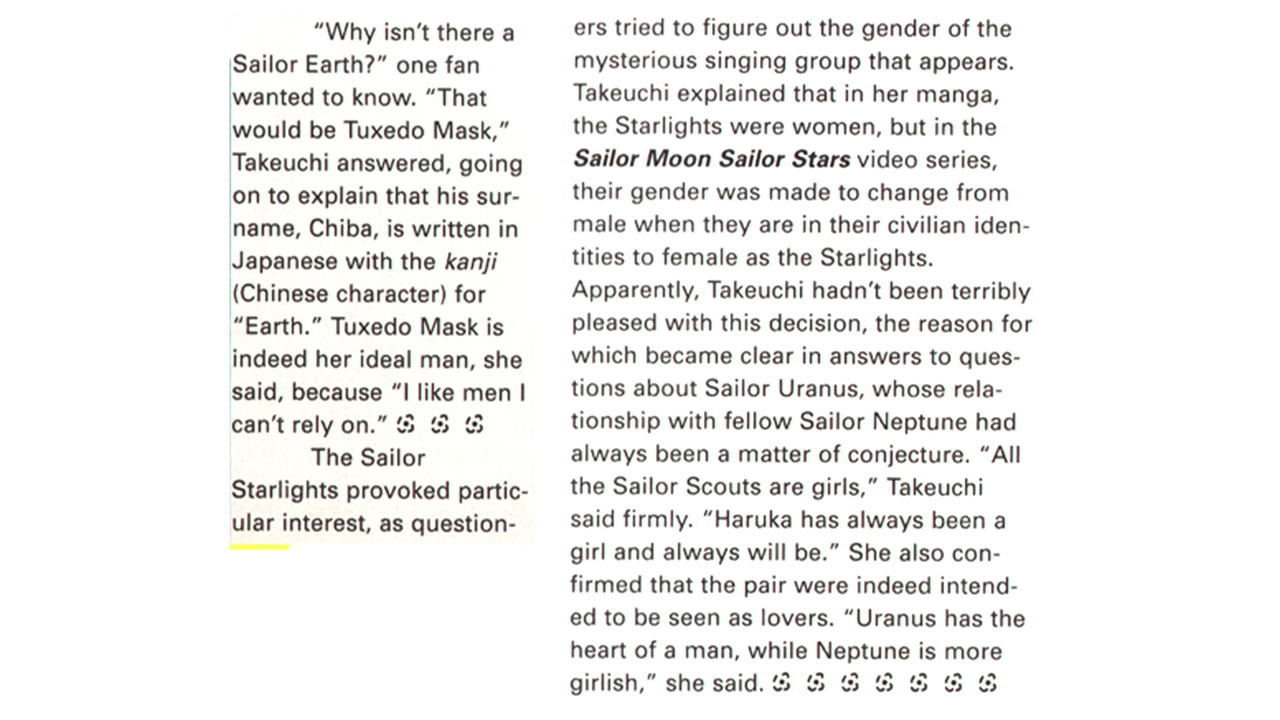 “Why isn’t there a
Sailor Earth?” one fan
wanted to know. “That
would be Tuxedo Mask,”
Takeuchi answered, going
on to explain that his sur-
name, Chiba, is written in
Japanese with the kanji
(Chinese character) for
“Earth.” Tuxedo Mask is
indeed her ideal man, she
said, because “I like men I
can’t rely on.”
The Sailor
Starlights provoked partic-
ular interest, as question-
ers tried to figure out the gender of the
mysterious singing group that appears.
Takeuchi explained that in her manga,
the Starlights were women, but in the
Sailor Moon Sailor Stars video series,
their gender was made to change from
male when they are in their civilian iden-
tities to female as the Starlights.
Apparently, Takeuchi hadn’t been terribly
pleased with this decision, the reason for
which became clear in answers to ques-
tions about Sailor Uranus, whose rela-
tionship with fellow Sailor Neptune had
always been a matter of conjecture. “All
the Sailor Scouts are girls,” Takeuchi
said firmly. “Haruka has always been a
girl and always will be.” She also con-
firmed that the pair were indeed intend-
ed to be seen as lovers. “Uranus has the
heart of a man, while Neptune is more
girlish,” she said.